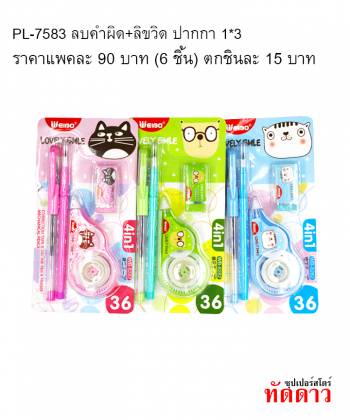 PL-7583 ลบคำผิด+ลิขวิด ปากกา 1*3
ราคาแพคละ 90 บาท (6 ชิ้น) ตกชินละ 15 บาท
WEIBO WEIBO WEIBO
LOVELY SMILE
4in1 4in1 4in1
36 36 36
ซุปเปอร์สโตร์
ทัดดาว